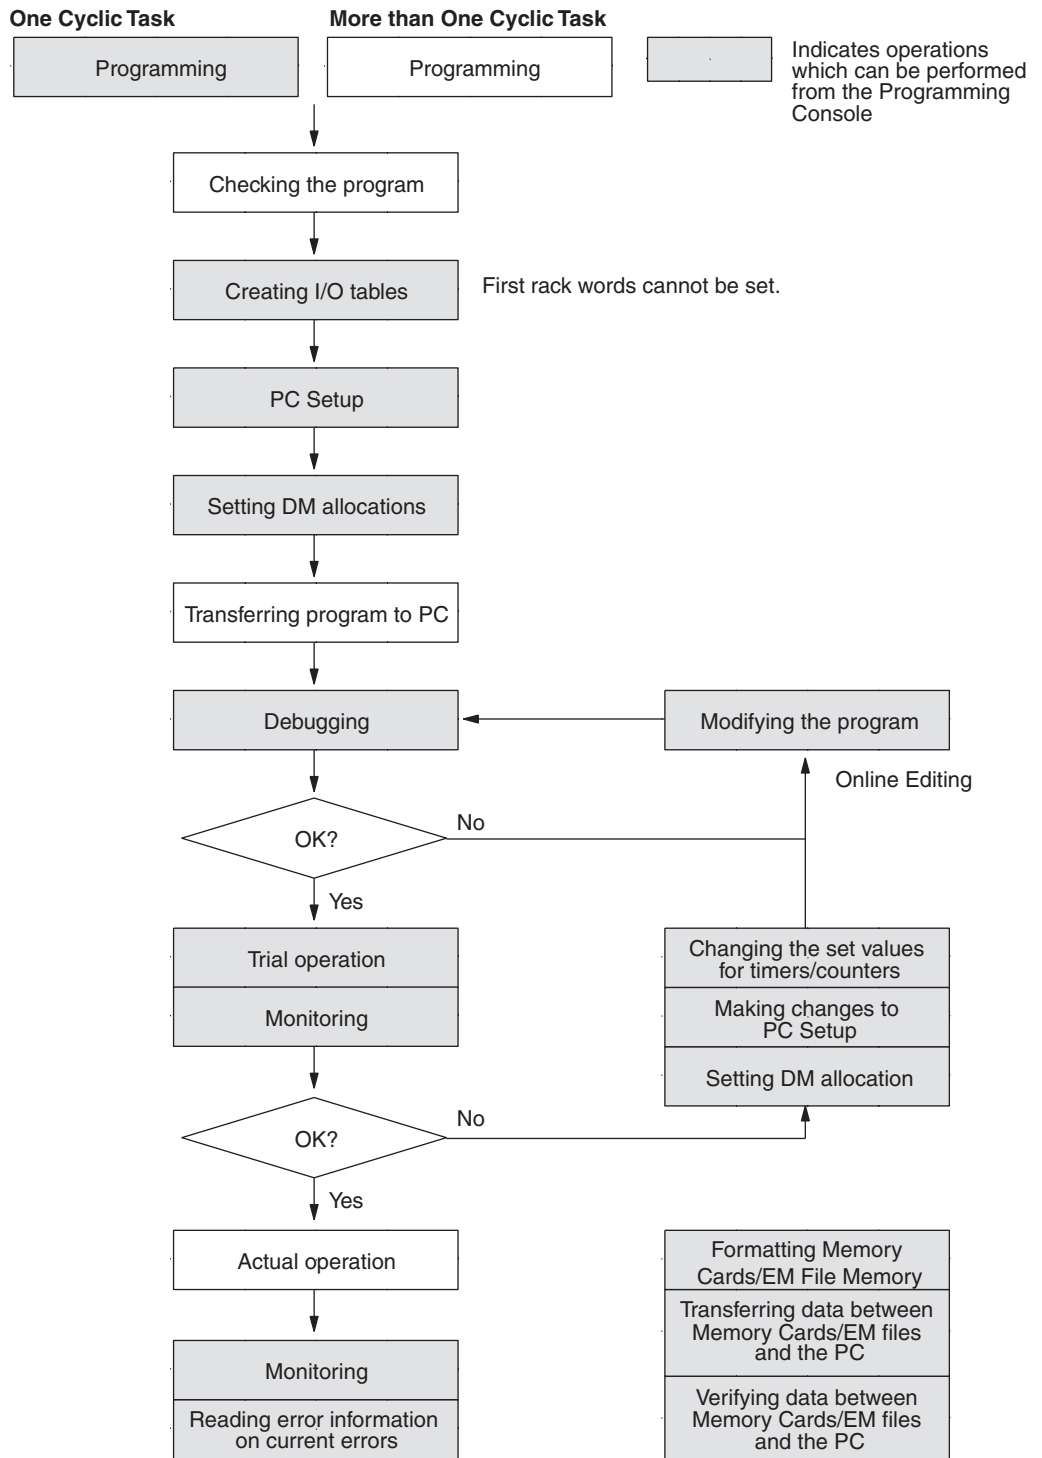 One Cyclic Task
More than One Cyclic Task
Programming
Programming
Indicates operations
which can be performed
from the Programming
Console
Checking the program
Creating I/O tables
First rack words cannot be set.
PC Setup
Setting DM allocations
Transferring program to PC
Debugging
Modifying the program
Online Editing
OK?
No
Yes
Trial operation
Monitoring
Changing the set values
for timers/counters
Making changes to
PC Setup
Setting DM allocation
OK?
No
Yes
Actual operation
Monitoring
Reading error information
on current errors
Formatting Memory
Cards/EM File Memory
Transferring data between
Memory Cards/EM files
and the PC
Verifying data between
Memory Cards/EM files
and the PC